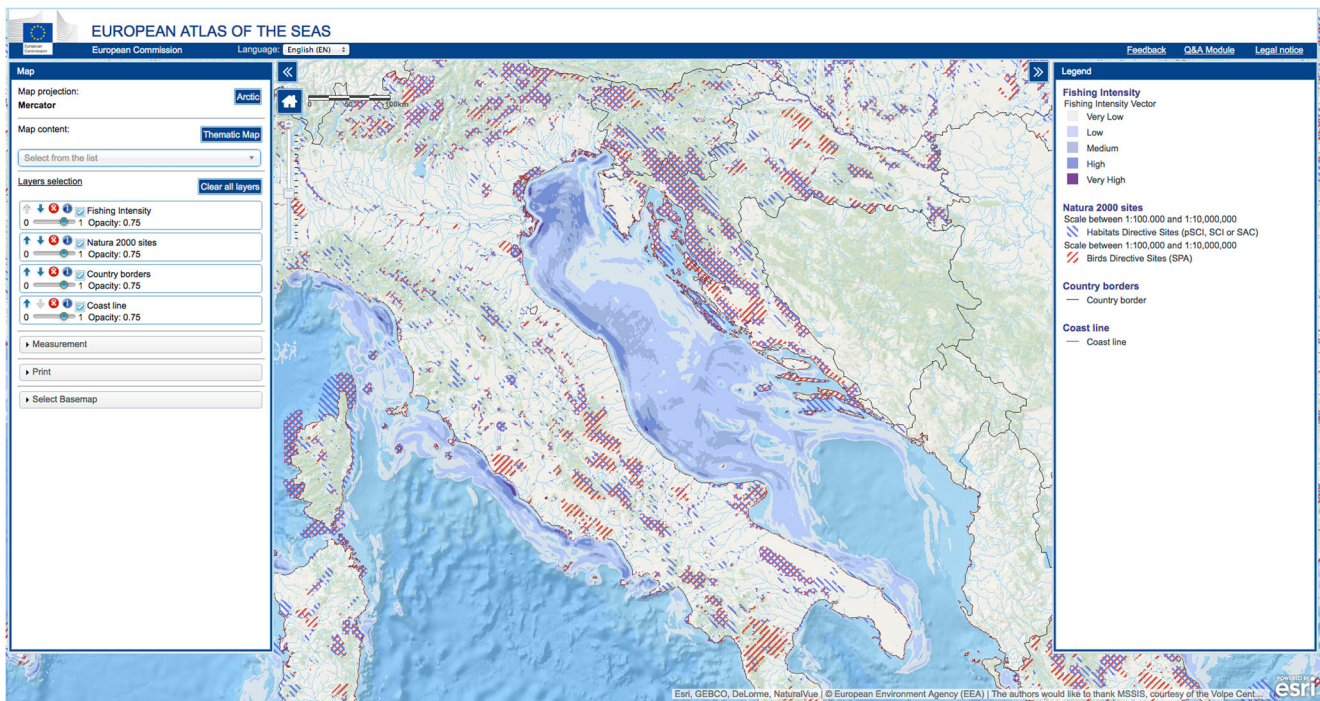 EUROPEAN ATLAS OF THE SEAS
European Commission
European Commission Language: English (EN) Feedback Q&A Module Legal notice
Map
Map projection:
Mercator
Arctic
Map content:
Thematic Map
Select from the list
Layers selection
Clear all layers
Fishing Intensity
0 1 Opacity: 0.75
Natura 2000 sites
0 1 Opacity: 0.75
Country borders
0 1 Opacity: 0.75
Coast line
0 1 Opacity: 0.75
Measurement
Print
Select Basemap
0 50 100km
Legend
Fishing Intensity
Fishing Intensity Vector
Very Low
Low
Medium
High
Very High
Natura 2000 sites
Scale between 1:100.000 and 1:10,000,000
Habitats Directive Sites (pSCI, SCI or SAC)
Scale between 1:100,000 and 1:10,000,000
Birds Directive Sites (SPA)
Country borders
Country border
Coast line
Coast line
Esri, GEBCO, DeLorme, NaturalVue | © European Environment Agency (EEA) | The authors would like to thank MSSIS, courtesy of the Volpe Cent...
POWERED BY
esri